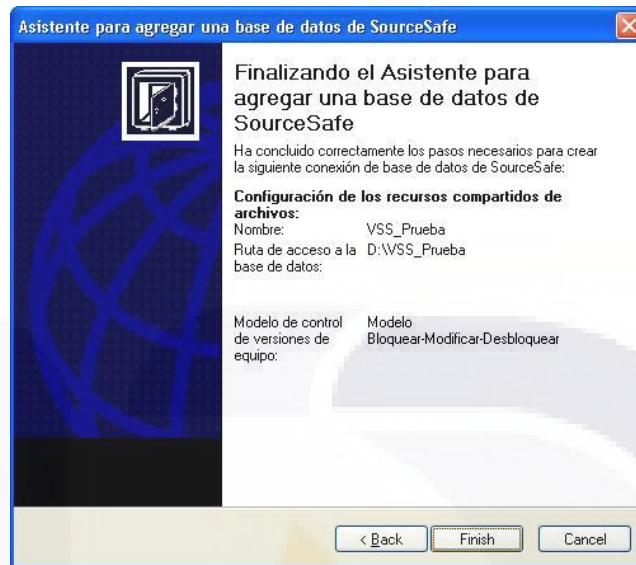 Asistente para agregar una base de datos de SourceSafe
Finalizando el Asistente para
agregar una base de datos de
SourceSafe
Ha concluido correctamente los pasos necesarios para crear
la siguiente conexión de base de datos de SourceSafe:
Configuración de los recursos compartidos de
archivos:
Nombre: VSS_Prueba
Ruta de acceso a la D:\VSS_Prueba
base de datos:
Modelo de control Modelo
de versiones de Bloquear-Modificar-Desbloquear
equipo:
< Back Finish Cancel